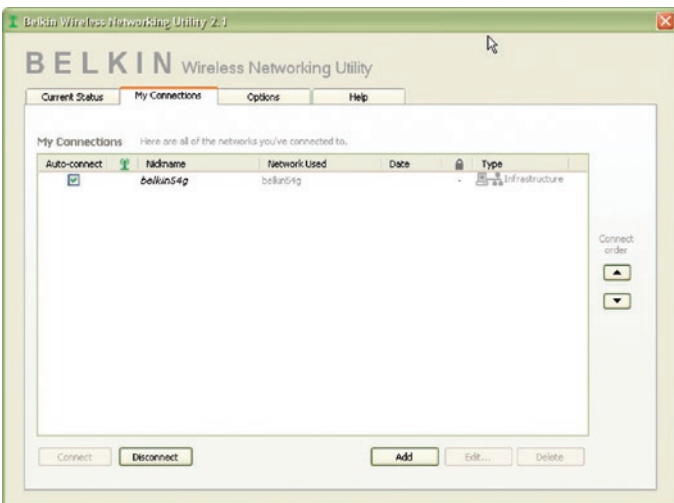 Belkin Wireless Networking Utility 2.1
BELKIN Wireless Networking Utility
Current Status My Connections Options Help
My Connections Here are all of the networks you've connected to.
Auto-connect Nickname Network Used Date Type
belkin54g belkin54g - Infrastructure
Connect order
Connect Disconnect Add Edit... Delete